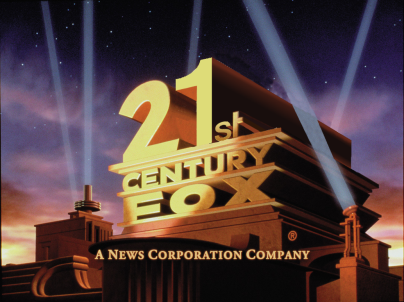 21st
CENTURY
FOX
®
A NEWS CORPORATION COMPANY